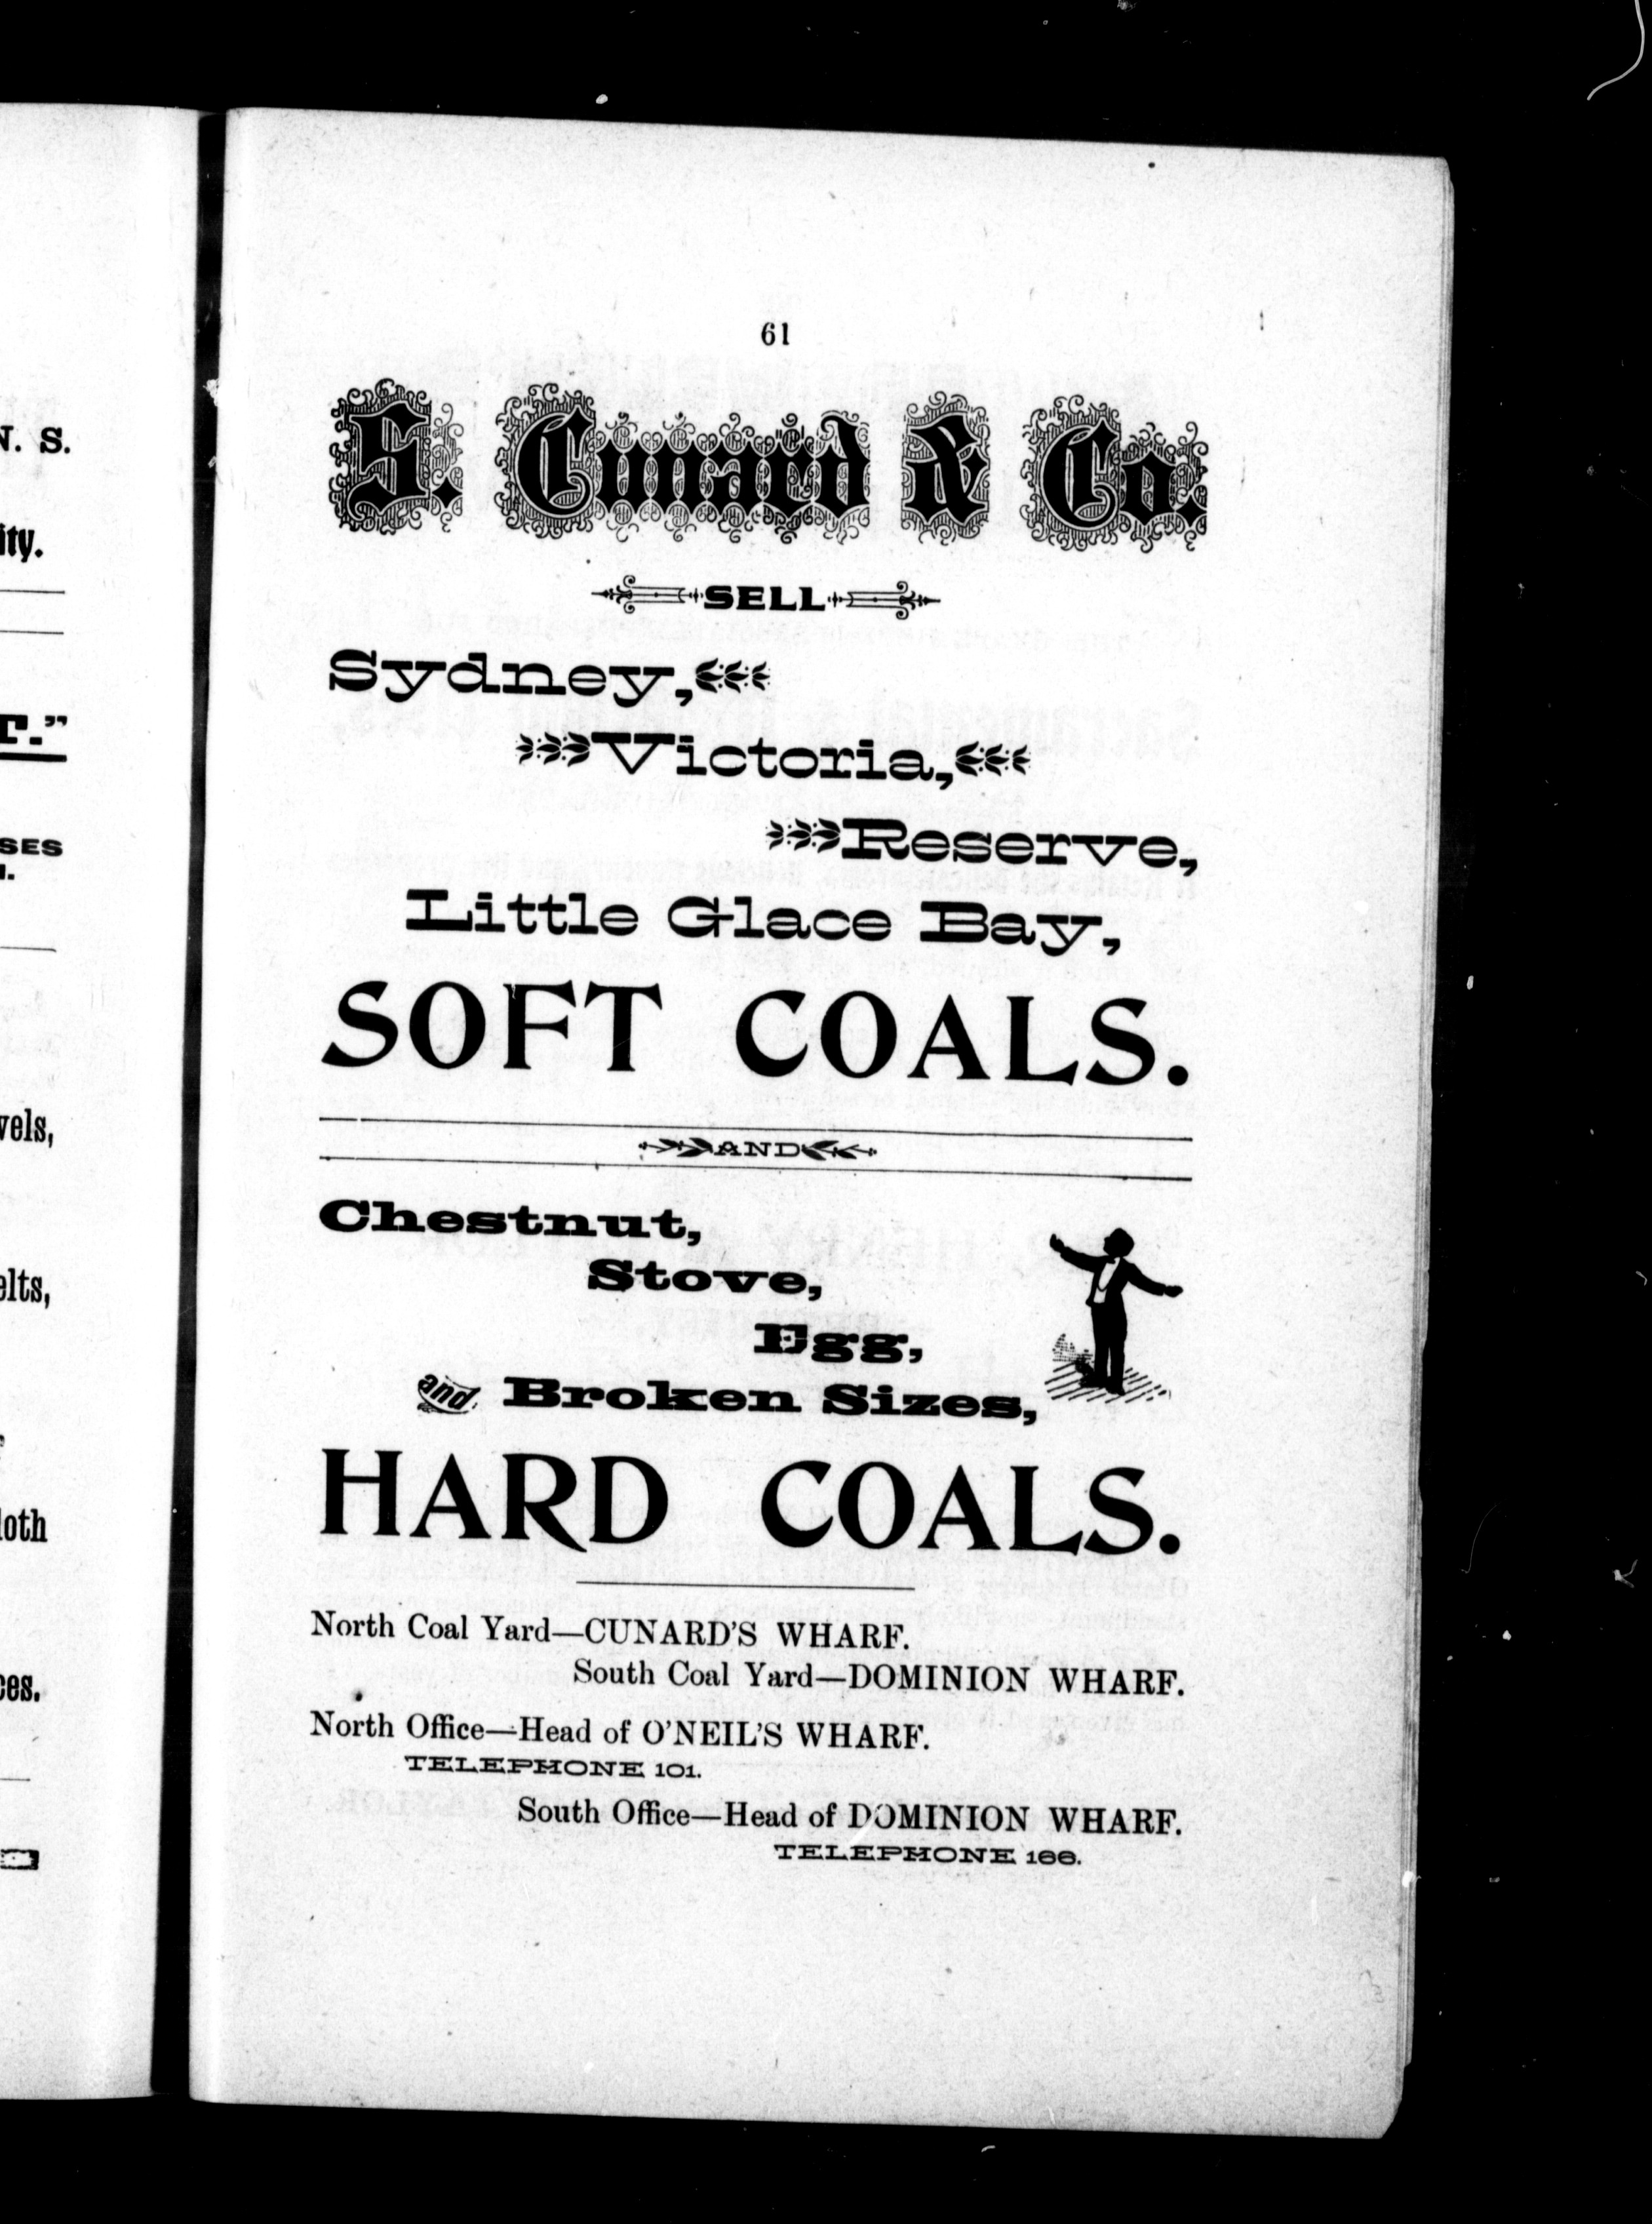 N. S.
ity.
T.”
SES
vels,
elts,
loth
ces.
61
S. Cunard & Co.
SELL
Sydney,
Victoria,
Reserve,
Little Glace Bay,
SOFT COALS.
AND
Chestnut,
Stove,
Egg,
and Broken Sizes,
HARD COALS.
North Coal Yard—CUNARD'S WHARF.
South Coal Yard—DOMINION WHARF.
North Office—Head of O'NEIL'S WHARF.
TELEPHONE 101.
South Office—Head of DOMINION WHARF.
TELEPHONE 166.